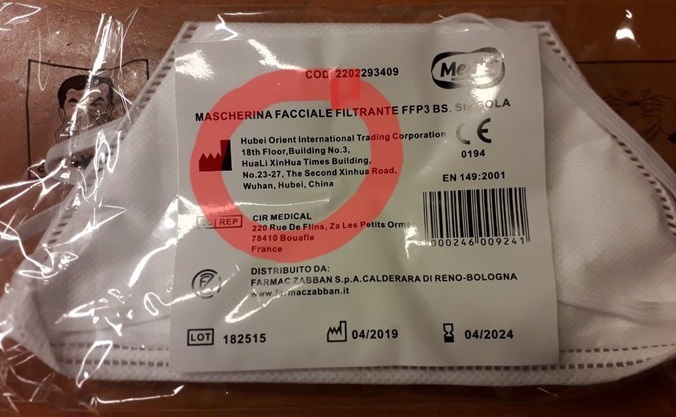 COD 2202293409
Med's
MASCHERINA FACCIALE FILTRANTE FFP3 BS. SINGOLA
Hubei Orient International Trading Corporation
18th Floor,Building No.3,
HuaLi XinHua Times Building,
No.23-27, The Second Xinhua Road,
Wuhan, Hubei, China
CE
0194
EN 149:2001
EC REP
CIR MEDICAL
220 Rue De Flins, Za Les Petits Ormes
78410 Bouafle
France
000246 009241
DISTRIBUITO DA:
FARMAC ZABBAN S.p.A.CALDERARA DI RENO-BOLOGNA
www.farmaczabban.it
LOT 182515
04/2019
04/2024